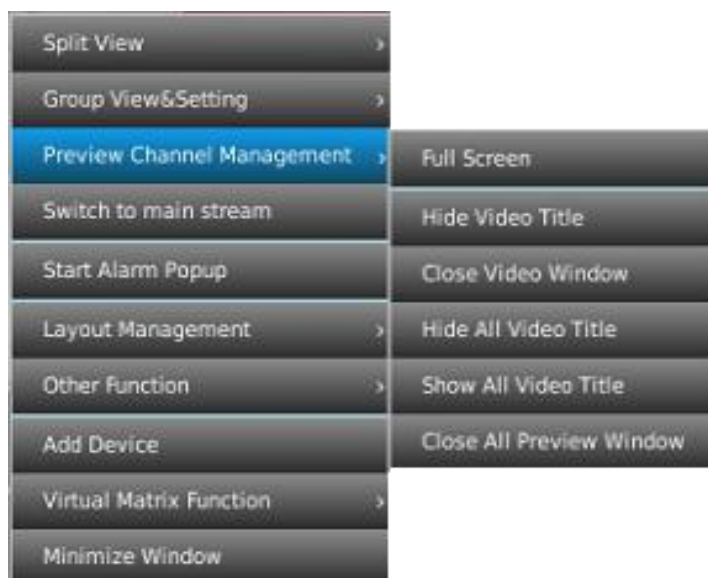 Split View
Group View&Setting
Preview Channel Management
Switch to main stream
Start Alarm Popup
Layout Management
Other Function
Add Device
Virtual Matrix Function
Minimize Window
Full Screen
Hide Video Title
Close Video Window
Hide All Video Title
Show All Video Title
Close All Preview Window